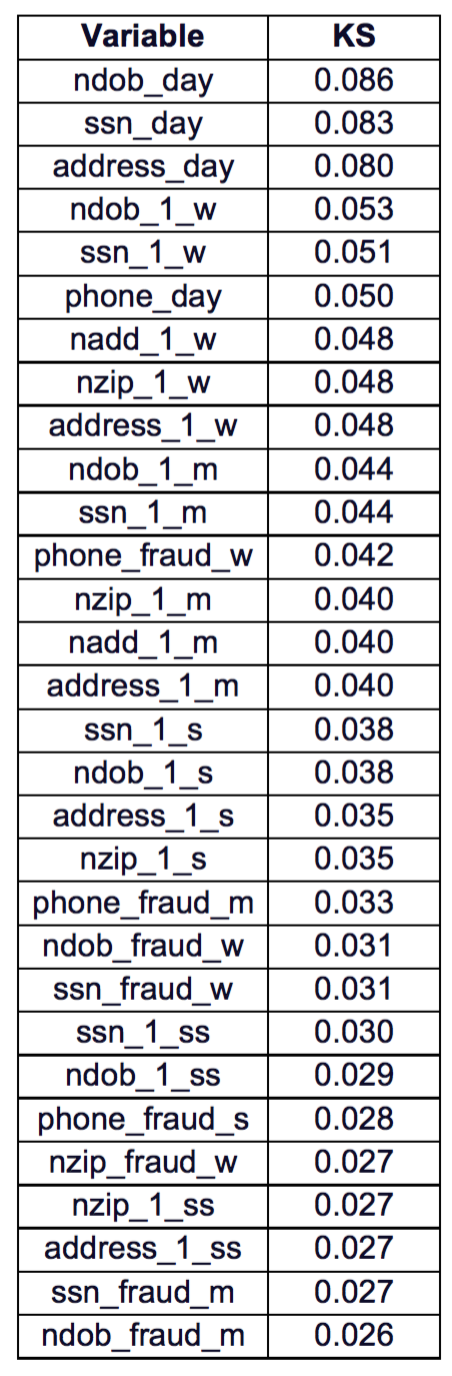 Variable KS
ndob_day 0.086
ssn_day 0.083
address_day 0.080
ndob_1_w 0.053
ssn_1_w 0.051
phone_day 0.050
nadd_1_w 0.048
nzip_1_w 0.048
address_1_w 0.048
ndob_1_m 0.044
ssn_1_m 0.044
phone_fraud_w 0.042
nzip_1_m 0.040
nadd_1_m 0.040
address_1_m 0.040
ssn_1_s 0.038
ndob_1_s 0.038
address_1_s 0.035
nzip_1_s 0.035
phone_fraud_m 0.033
ndob_fraud_w 0.031
ssn_fraud_w 0.031
ssn_1_ss 0.030
ndob_1_ss 0.029
phone_fraud_s 0.028
nzip_fraud_w 0.027
nzip_1_ss 0.027
address_1_ss 0.027
ssn_fraud_m 0.027
ndob_fraud_m 0.026